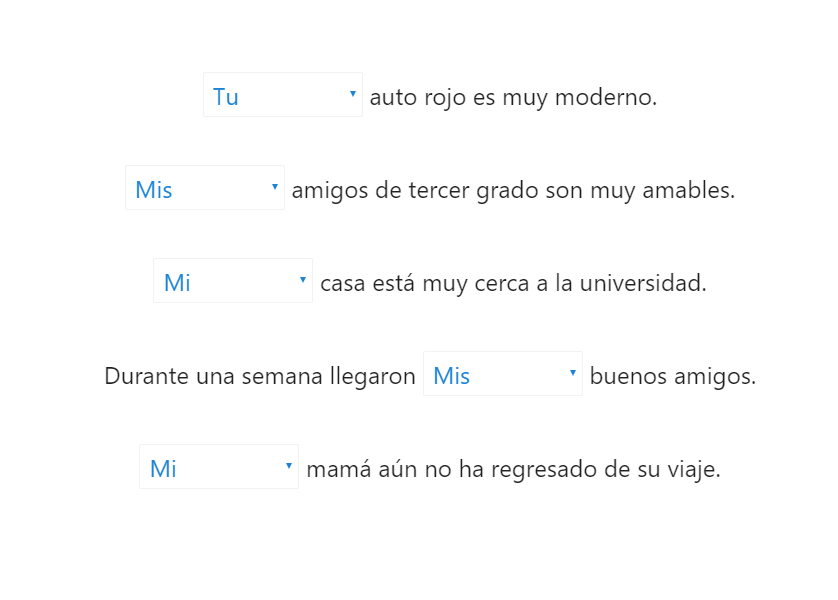 Tu auto rojo es muy moderno.
Mis amigos de tercer grado son muy amables.
Mi casa está muy cerca a la universidad.
Durante una semana llegaron Mis buenos amigos.
Mi mamá aún no ha regresado de su viaje.